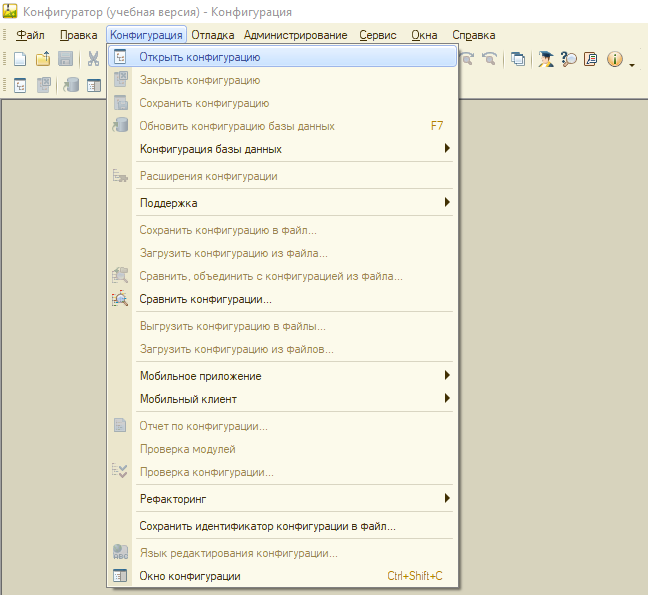 Конфигуратор (учебная версия) - Конфигурация
Файл Правка Конфигурация Отладка Администрирование Сервис Окна Справка
Открыть конфигурацию
Закрыть конфигурацию
Сохранить конфигурацию
Обновить конфигурацию базы данных F7
Конфигурация базы данных
Расширения конфигурации
Поддержка
Сохранить конфигурацию в файл...
Загрузить конфигурацию из файла...
Сравнить, объединить с конфигурацией из файла...
Сравнить конфигурации...
Выгрузить конфигурацию в файлы...
Загрузить конфигурацию из файлов...
Мобильное приложение
Мобильный клиент
Отчет по конфигурации...
Проверка модулей
Проверка конфигурации...
Рефакторинг
Сохранить идентификатор конфигурации в файл...
ABC Язык редактирования конфигурации...
Окно конфигурации Ctrl+Shift+C